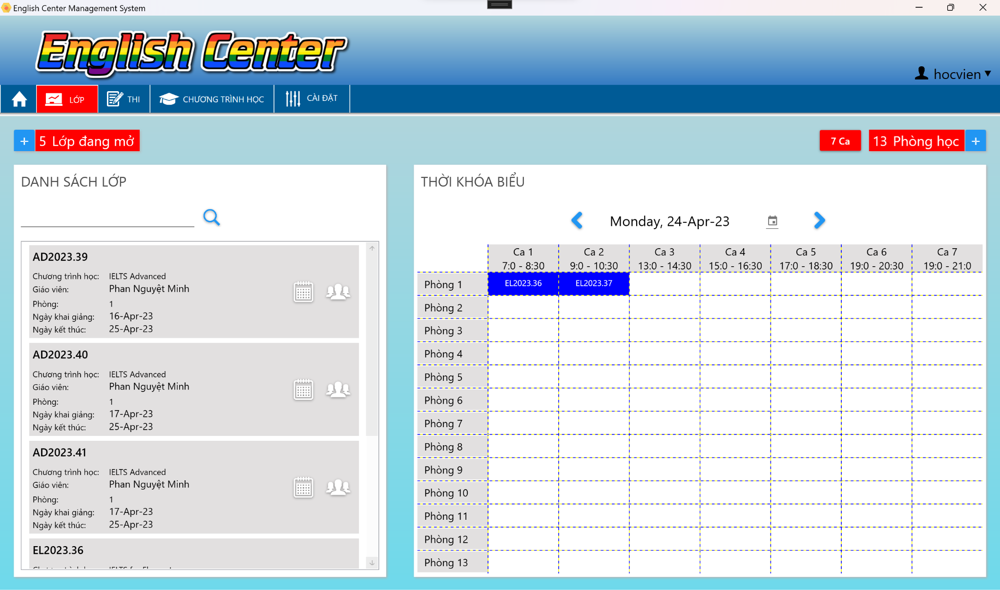 English Center Management System
English Center
hocvien
LỚP
THI
CHƯƠNG TRÌNH HỌC
CÀI ĐẶT
+ 5 Lớp đang mở
7 Ca
13 Phòng học +
DANH SÁCH LỚP
AD2023.39
Chương trình học: IELTS Advanced
Giáo viên: Phan Nguyệt Minh
Phòng: 1
Ngày khai giảng: 16-Apr-23
Ngày kết thúc: 25-Apr-23
AD2023.40
Chương trình học: IELTS Advanced
Giáo viên: Phan Nguyệt Minh
Phòng: 1
Ngày khai giảng: 17-Apr-23
Ngày kết thúc: 25-Apr-23
AD2023.41
Chương trình học: IELTS Advanced
Giáo viên: Phan Nguyệt Minh
Phòng: 1
Ngày khai giảng: 17-Apr-23
Ngày kết thúc: 25-Apr-23
EL2023.36
THỜI KHÓA BIỂU
Monday, 24-Apr-23
Ca 1 Ca 2 Ca 3 Ca 4 Ca 5 Ca 6 Ca 7
7:0 - 8:30 9:0 - 10:30 13:0 - 14:30 15:0 - 16:30 17:0 - 18:30 19:0 - 20:30 19:0 - 21:0
Phòng 1 EL2023.36 EL2023.37
Phòng 2
Phòng 3
Phòng 4
Phòng 5
Phòng 6
Phòng 7
Phòng 8
Phòng 9
Phòng 10
Phòng 11
Phòng 12
Phòng 13